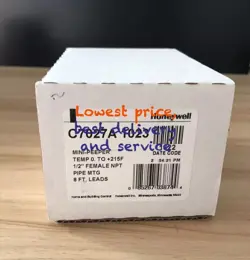 Lowest price,
Honeywell
C7027A 1023
best delivery
MINI-PEEPER
DATE CODE
and service
TEMP 0. TO +215F
1/2" FEMALE NPT
PIPE MTG
8 FT. LEADS